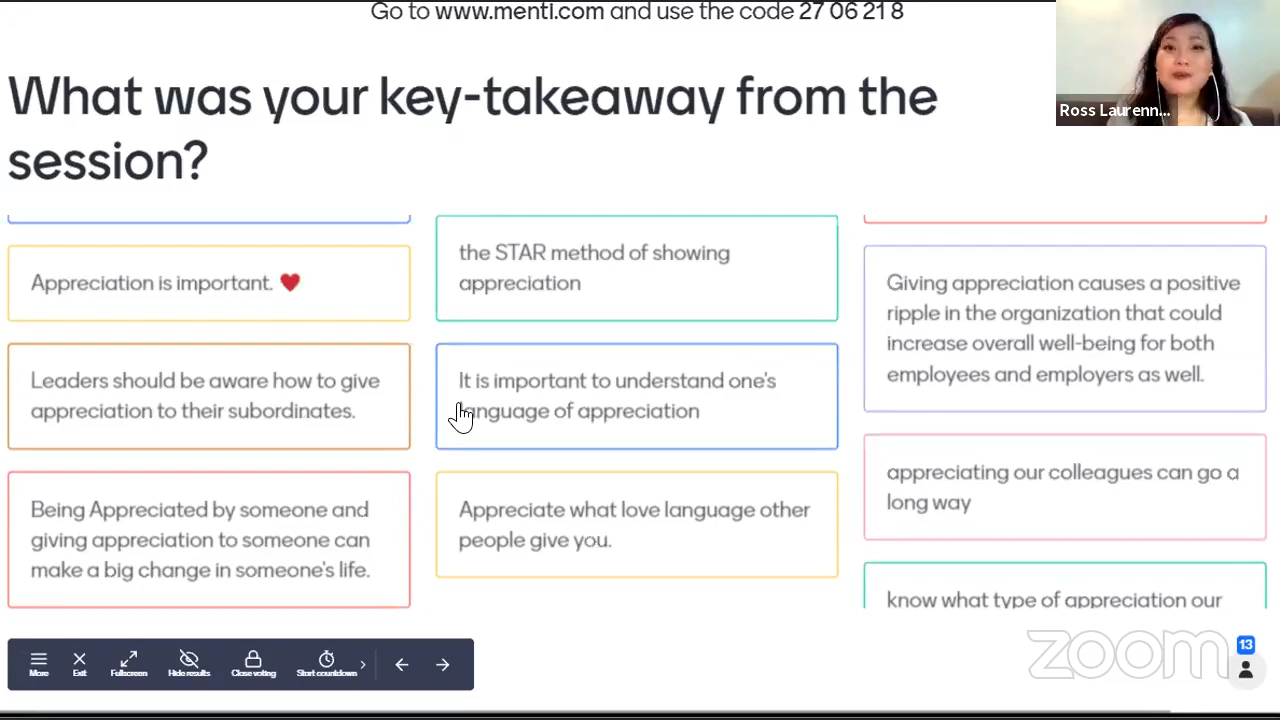 Go to www.menti.com and use the code 27 06 21 8
What was your key-takeaway from the
session?
Ross Laurenn...
Appreciation is important. ❤
Leaders should be aware how to give
appreciation to their subordinates.
Being Appreciated by someone and
giving appreciation to someone can
make a big change in someone's life.
the STAR method of showing
appreciation
It is important to understand one's
language of appreciation
Appreciate what love language other
people give you.
Giving appreciation causes a positive
ripple in the organization that could
increase overall well-being for both
employees and employers as well.
appreciating our colleagues can go a
long way
know what type of appreciation our
More
Exit
Fullscreen
Hide results
Close voting
Start countdown
zoom
13